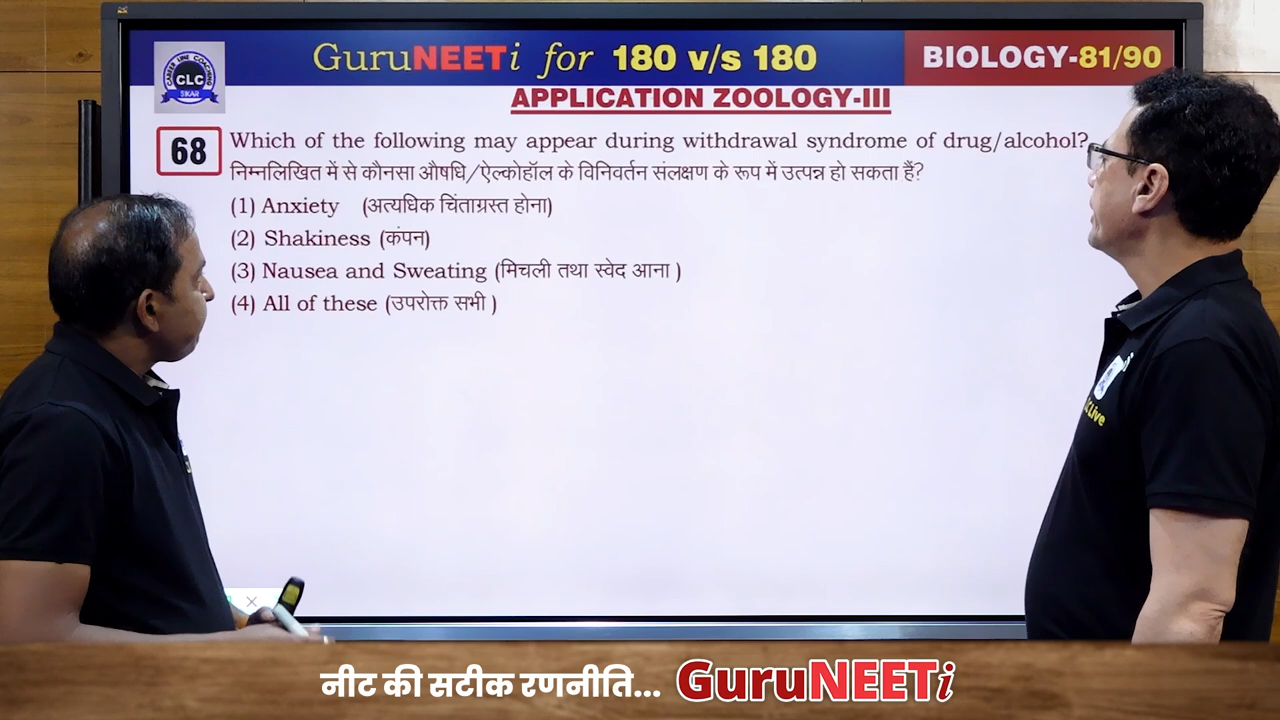 GuruNEETi for 180 v/s 180
BIOLOGY-81/90
CLC
SIKAR
APPLICATION ZOOLOGY-III
68
Which of the following may appear during withdrawal syndrome of drug/alcohol?
निम्नलिखित में से कौनसा औषधि/ऐल्कोहॉल के विनिवर्तन संलक्षण के रूप में उत्पन्न हो सकता हैं?
(1) Anxiety (अत्यधिक चिंताग्रस्त होना)
(2) Shakiness (कंपन)
(3) Nausea and Sweating (मिचली तथा स्वेद आना )
(4) All of these (उपरोक्त सभी )
Live
नीट की सटीक रणनीति... GuruNEETi